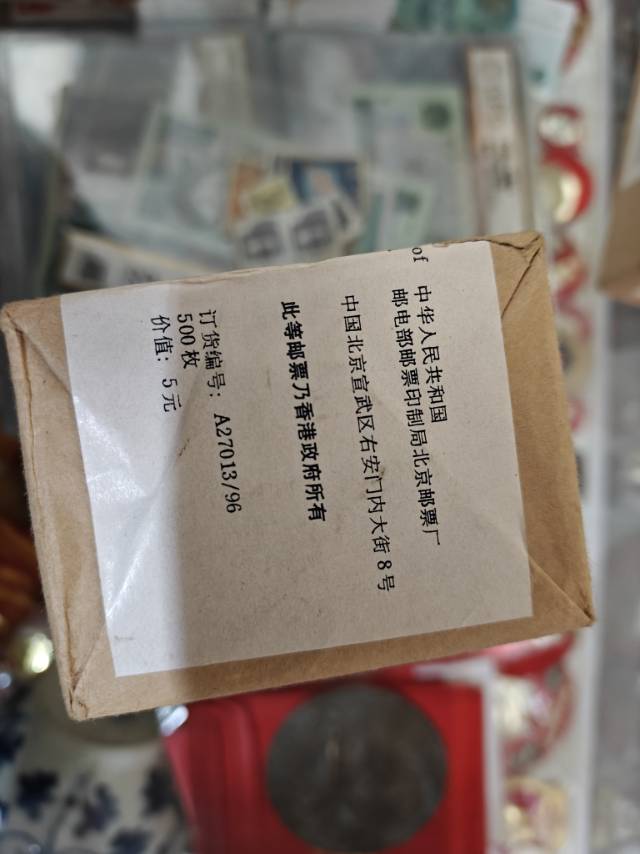 of 中华人民共和国
邮电部邮票印制局北京邮票厂
中国北京宣武区右安门内大街8号
此等邮票乃香港政府所有
订货编号：A27013/96
500枚
价值：5元